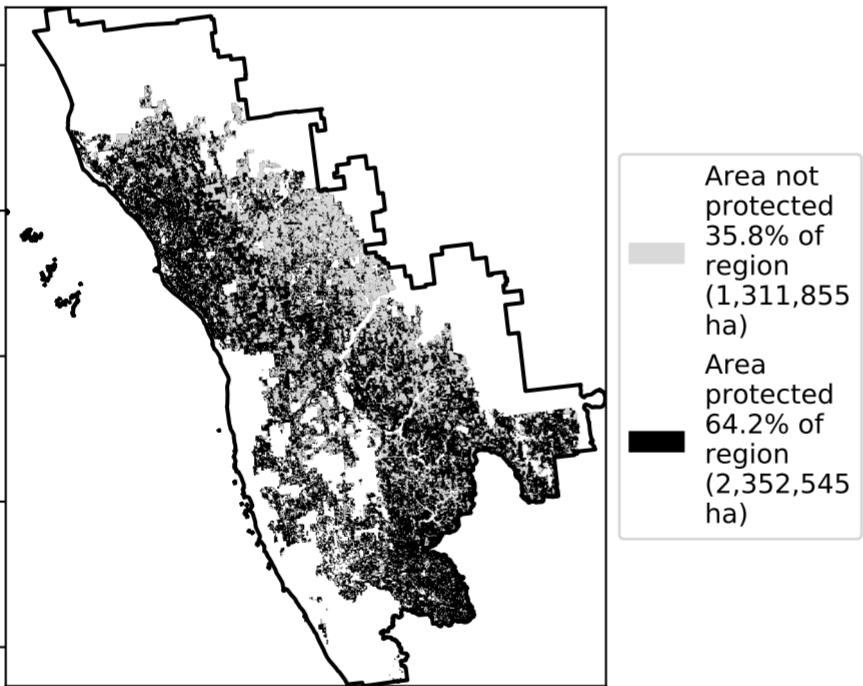 Area not
protected
35.8% of
region
(1,311,855
ha)
Area
protected
64.2% of
region
(2,352,545
ha)